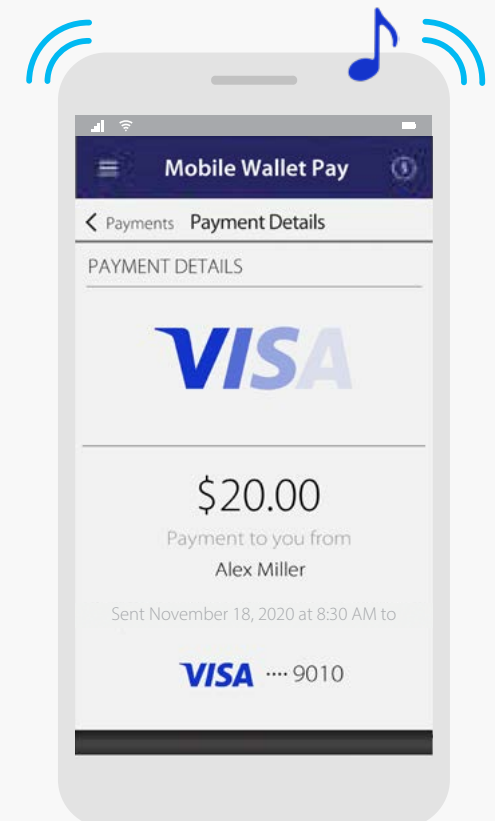 Mobile Wallet Pay
Payments Payment Details
PAYMENT DETAILS
VISA
$20.00
Payment to you from
Alex Miller
Sent November 18, 2020 at 8:30 AM to
VISA ···· 9010